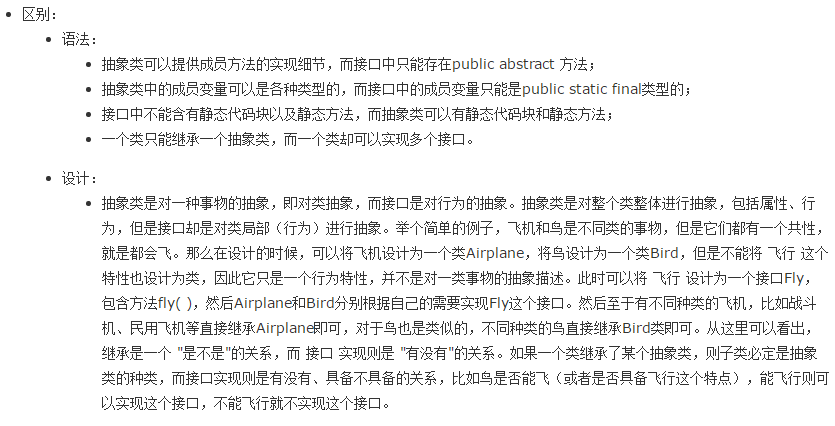 区别：
语法：
抽象类可以提供成员方法的实现细节，而接口中只能存在public abstract 方法；
抽象类中的成员变量可以是各种类型的，而接口中的成员变量只能是public static final类型的；
接口中不能含有静态代码块以及静态方法，而抽象类可以有静态代码块和静态方法；
一个类只能继承一个抽象类，而一个类却可以实现多个接口。
设计：
抽象类是对一种事物的抽象，即对类抽象，而接口是对行为的抽象。抽象类是对整个类整体进行抽象，包括属性、行
为，但是接口却是对类局部（行为）进行抽象。举个简单的例子，飞机和鸟是不同类的事物，但是它们都有一个共性，
就是都会飞。那么在设计的时候，可以将飞机设计为一个类Airplane，将鸟设计为一个类Bird，但是不能将 飞行 这个
特性也设计为类，因此它只是一个行为特性，并不是对一类事物的抽象描述。此时可以将 飞行 设计为一个接口Fly，
包含方法fly( )，然后Airplane和Bird分别根据自己的需要实现Fly这个接口。然后至于有不同种类的飞机，比如战斗
机、民用飞机等直接继承Airplane即可，对于鸟也是类似的，不同种类的鸟直接继承Bird类即可。从这里可以看出，
继承是一个 "是不是"的关系，而 接口 实现则是 "有没有"的关系。如果一个类继承了某个抽象类，则子类必定是抽象
类的种类，而接口实现则是有没有、具备不具备的关系，比如鸟是否能飞（或者是否具备飞行这个特点），能飞行则可
以实现这个接口，不能飞行就不实现这个接口。